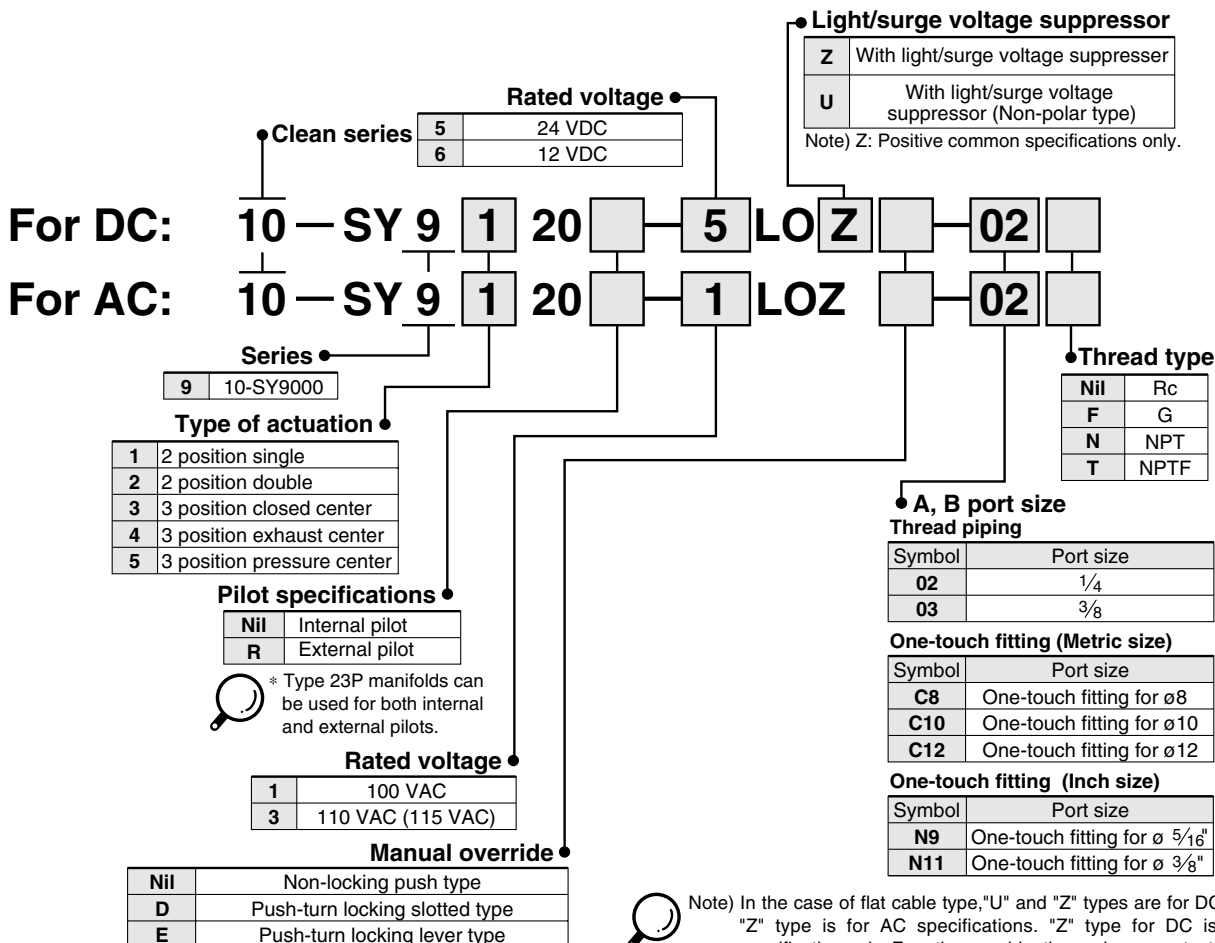 Light/surge voltage suppressor
Z With light/surge voltage suppresser
U With light/surge voltage
suppressor (Non-polar type)
Note) Z: Positive common specifications only.
Rated voltage
5 24 VDC
6 12 VDC
Clean series
For DC: 10 — SY 9 1 20 — 5 LO Z — 02
For AC: 10 — SY 9 1 20 — 1 LOZ — 02
Series
9 10-SY9000
Type of actuation
1 2 position single
2 2 position double
3 3 position closed center
4 3 position exhaust center
5 3 position pressure center
Pilot specifications
Nil Internal pilot
R External pilot
* Type 23P manifolds can
be used for both internal
and external pilots.
Rated voltage
1 100 VAC
3 110 VAC (115 VAC)
Manual override
Nil Non-locking push type
D Push-turn locking slotted type
E Push-turn locking lever type
Thread type
Nil Rc
F G
N NPT
T NPTF
A, B port size
Thread piping
Symbol Port size
02 1/4
03 3/8
One-touch fitting (Metric size)
Symbol Port size
C8 One-touch fitting for ø8
C10 One-touch fitting for ø10
C12 One-touch fitting for ø12
One-touch fitting (Inch size)
Symbol Port size
N9 One-touch fitting for ø 5/16"
N11 One-touch fitting for ø 3/8"
Note) In the case of flat cable type,"U" and "Z" types are for DC
"Z" type is for AC specifications. "Z" type for DC is